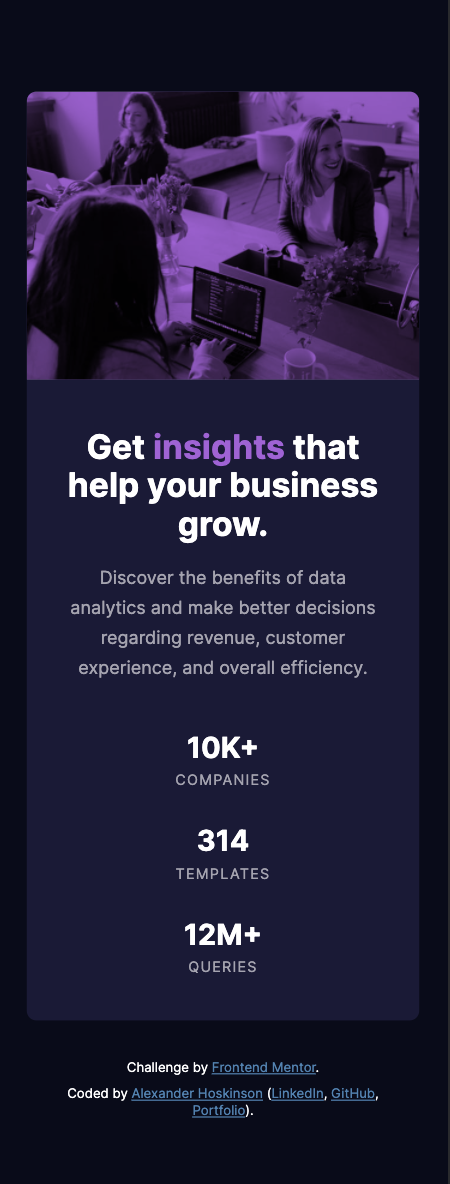 Get insights that
help your business
grow.
Discover the benefits of data
analytics and make better decisions
regarding revenue, customer
experience, and overall efficiency.
10K+
COMPANIES
314
TEMPLATES
12M+
QUERIES
Challenge by Frontend Mentor.
Coded by Alexander Hoskinson (LinkedIn, GitHub,
Portfolio).